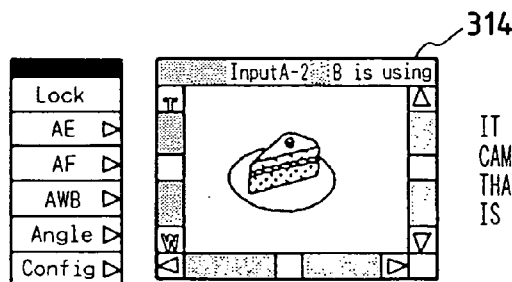 314
InputA-2 B is using
Lock
AE
AF
AWB
Angle
Config
T
W
IT
CAM
THA
IS